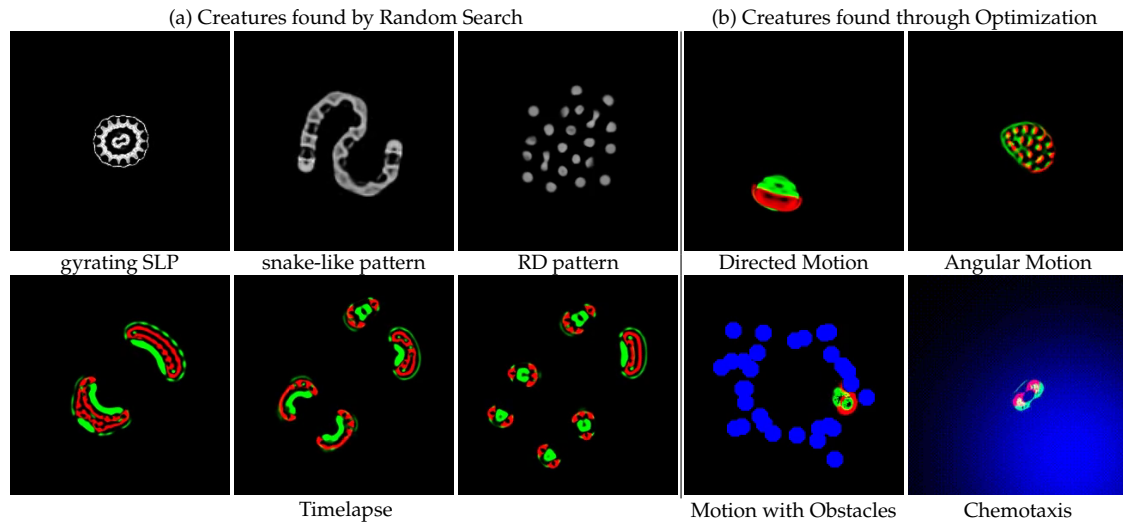 (a) Creatures found by Random Search
(b) Creatures found through Optimization
gyrating SLP
snake-like pattern
RD pattern
Directed Motion
Angular Motion
Timelapse
Motion with Obstacles
Chemotaxis